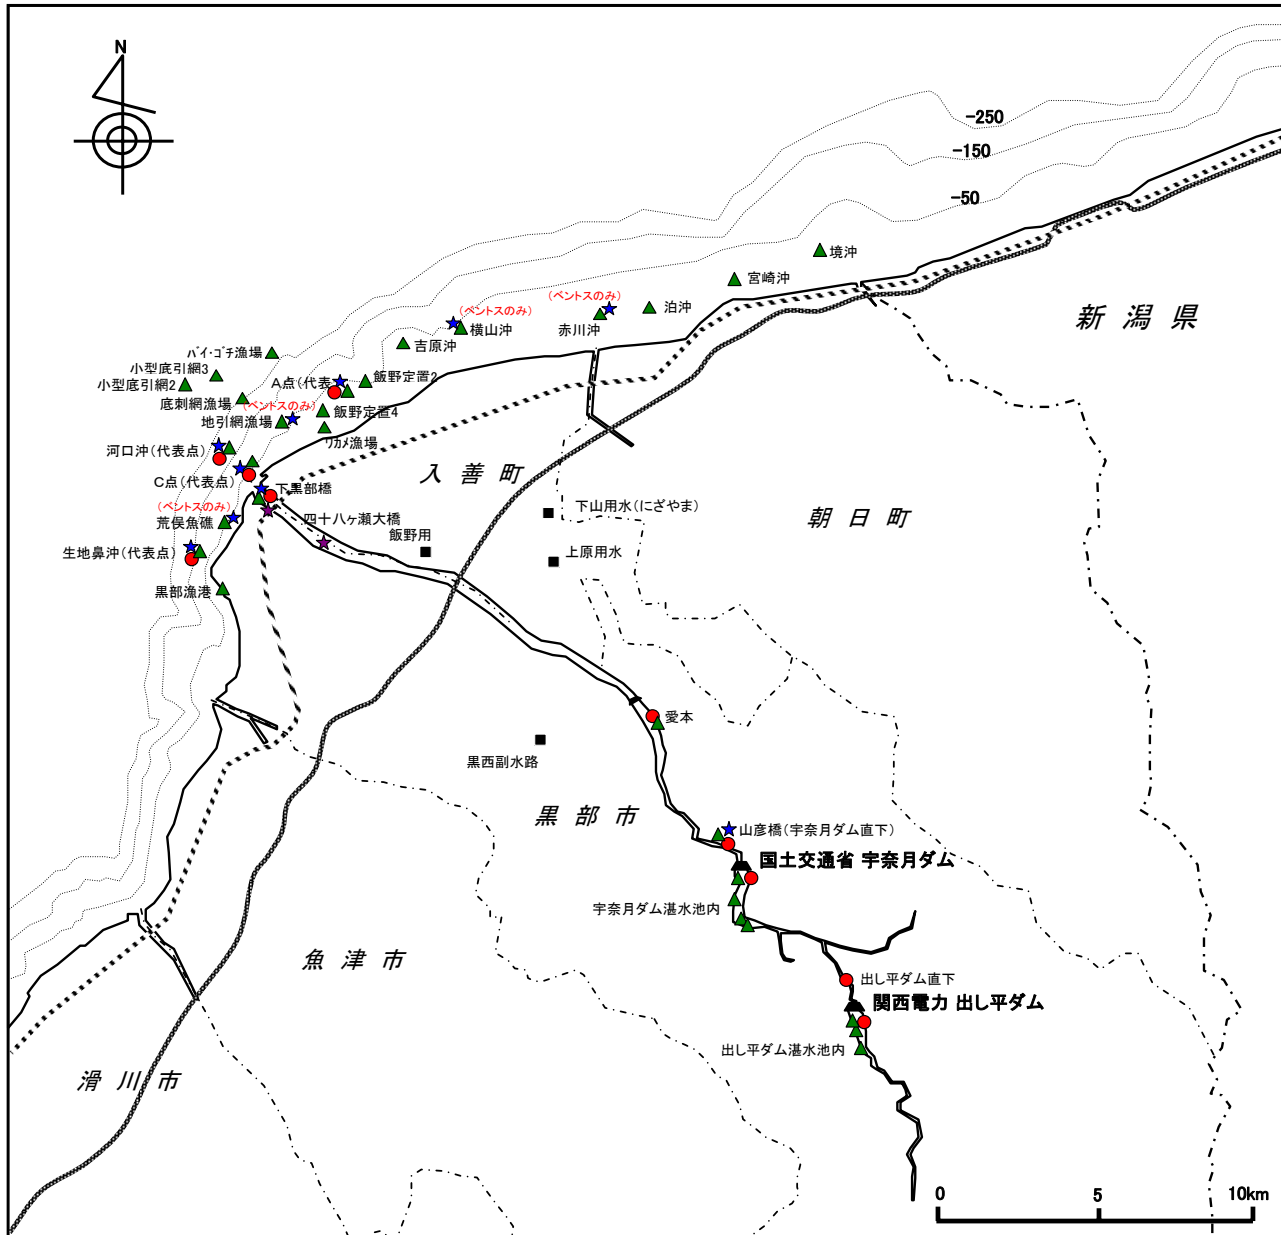 N
-250
-150
-50
境沖
宮崎沖
新潟県
(ベントスのみ)
泊沖
赤川沖
(ベントスのみ)
横山沖
吉原沖
バイ・ゴチ漁場
小型底引網3
小型底引網2
A点(代表
飯野定置2
底刺網漁場
(ベントスのみ)
飯野定置4
地引網漁場
ワカメ漁場
河口沖(代表点)
C点(代表点)
下黒部橋
入善町
(ベントスのみ)
荒俣魚礁
四十八ヶ瀬大橋
飯野用
下山用水(にざやま)
朝日町
生地鼻沖(代表点)
上原用水
黒部漁港
愛本
黒西副水路
黒部市
山彦橋(宇奈月ダム直下)
国土交通省 宇奈月ダム
宇奈月ダム湛水池内
魚津市
出し平ダム直下
関西電力 出し平ダム
出し平ダム湛水池内
滑川市
0 5 10km